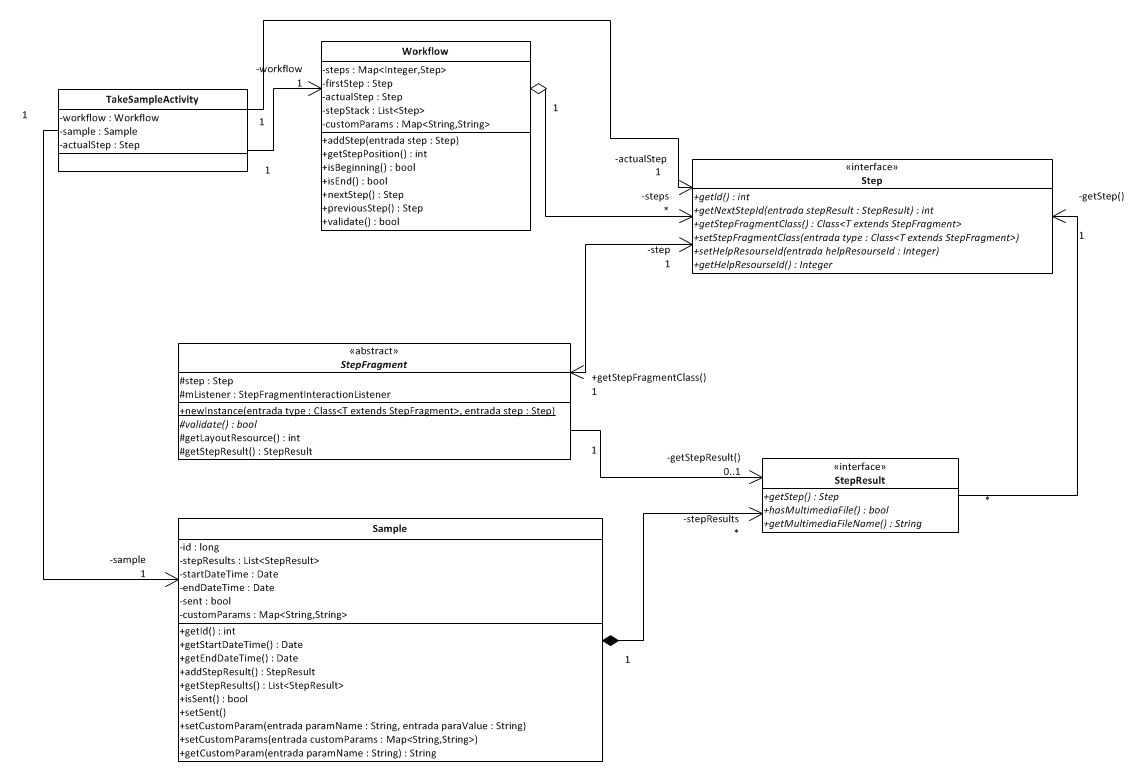 Workflow
-workflow
1
-steps : Map<Integer,Step>
-firstStep : Step
-actualStep : Step
-stepStack : List<Step>
-customParams : Map<String,String>
+addStep(entrada step : Step)
+getStepPosition() : int
+isBeginning() : bool
+isEnd() : bool
+nextStep() : Step
+previousStep() : Step
+validate() : bool
1
TakeSampleActivity
-workflow : Workflow
-sample : Sample
-actualStep : Step
1
1
1
-actualStep
1
-steps
*
-step
1
«interface»
Step
+getId() : int
+getNextStepId(entrada stepResult : StepResult) : int
+getStepFragmentClass() : Class<T extends StepFragment>
+setStepFragmentClass(entrada type : Class<T extends StepFragment>)
+setHelpResourseId(entrada helpResourseId : Integer)
+getHelpResourseId() : Integer
-getStep()
1
«abstract»
StepFragment
#step : Step
#mListener : StepFragmentInteractionListener
+newInstance(entrada type : Class<T extends StepFragment>, entrada step : Step)
#validate() : bool
#getLayoutResource() : int
#getStepResult() : StepResult
+getStepFragmentClass()
1
1
-getStepResult()
0..1
«interface»
StepResult
+getStep() : Step
+hasMultimediaFile() : bool
+getMultimediaFileName() : String
*
-stepResults
*
-sample
1
Sample
-id : long
-stepResults : List<StepResult>
-startDateTime : Date
-endDateTime : Date
-sent : bool
-customParams : Map<String,String>
+getId() : int
+getStartDateTime() : Date
+getEndDateTime() : Date
+addStepResult() : StepResult
+getStepResults() : List<StepResult>
+isSent() : bool
+setSent()
+setCustomParam(entrada paramName : String, entrada paraValue : String)
+setCustomParams(entrada customParams : Map<String,String>)
+getCustomParam(entrada paramName : String) : String
1